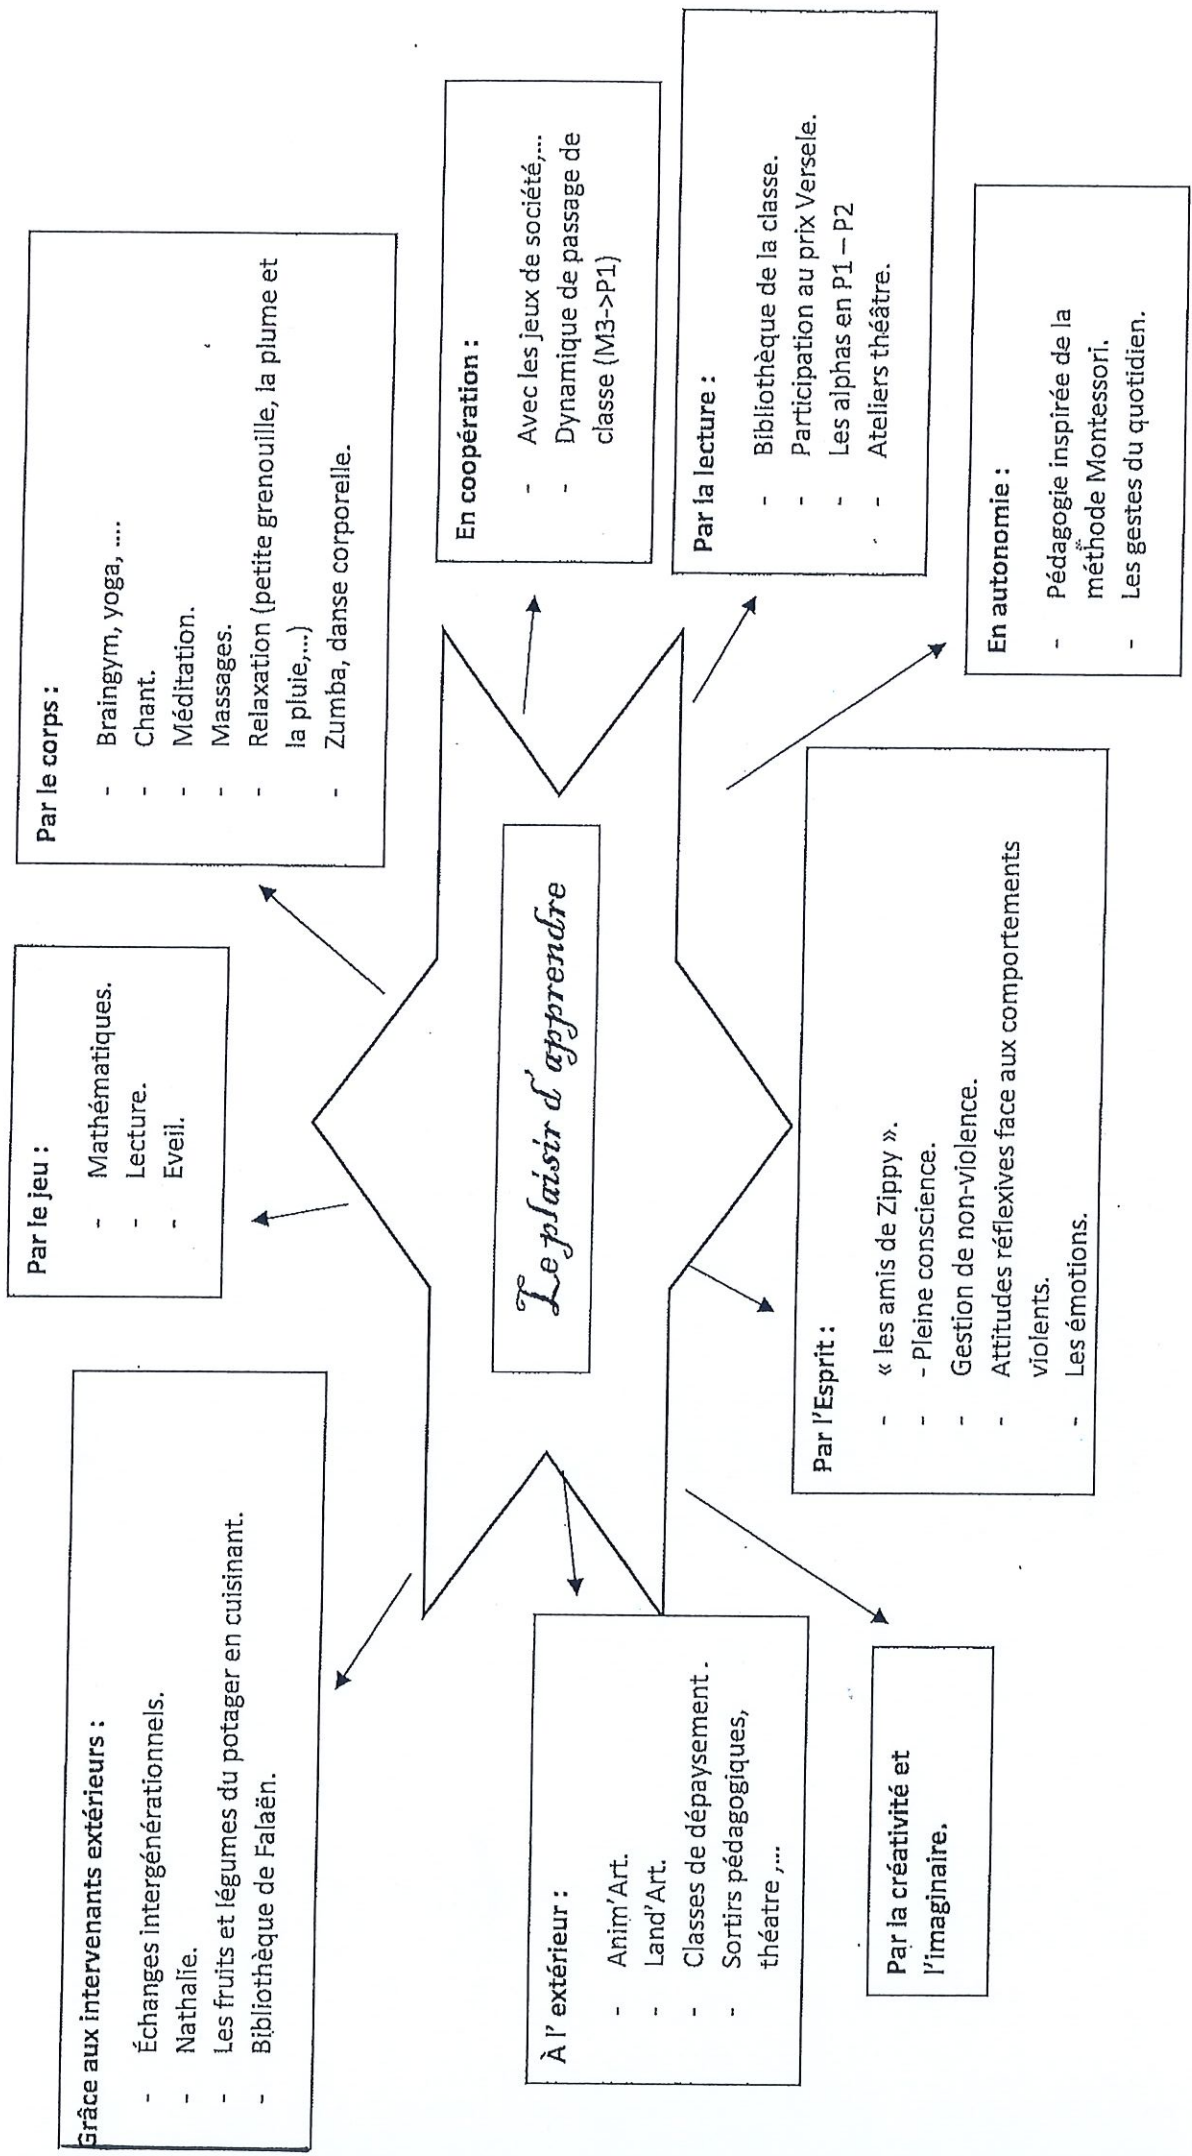 Grâce aux intervenants extérieurs :
- Échanges intergénérationnels.
- Nathalie.
- Les fruits et légumes du potager en cuisinant.
- Bibliothèque de Falaën.
Par le jeu :
- Mathématiques.
- Lecture.
- Eveil.
Par le corps :
- Braingym, yoga, ....
- Chant.
- Méditation.
- Massages.
- Relaxation (petite grenouille, la plume et
la pluie,...)
- Zumba, danse corporelle.
En coopération :
- Avec les jeux de société,...
- Dynamique de passage de
classe (M3->P1)
Le plaisir d'apprendre
Par la lecture :
- Bibliothèque de la classe.
- Participation au prix Versele.
- Les alphas en P1 – P2
- Ateliers théâtre.
À l' extérieur :
- Anim'Art.
- Land'Art.
- Classes de dépaysement .
- Sortirs pédagogiques,
théatre ,...
Par l'Esprit :
- « les amis de Zippy ».
- - Pleine conscience.
- Gestion de non-violence.
- Attitudes réflexives face aux comportements
violents.
- Les émotions.
En autonomie :
- Pédagogie inspirée de la
méthode Montessori.
- Les gestes du quotidien.
Par la créativité et
l'imaginaire.